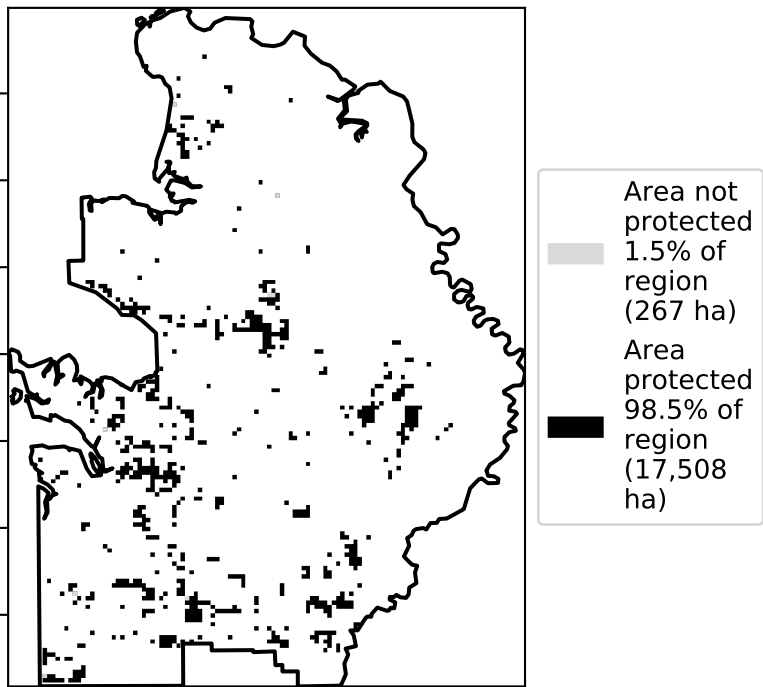 Area not
protected
1.5% of
region
(267 ha)
Area
protected
98.5% of
region
(17,508
ha)